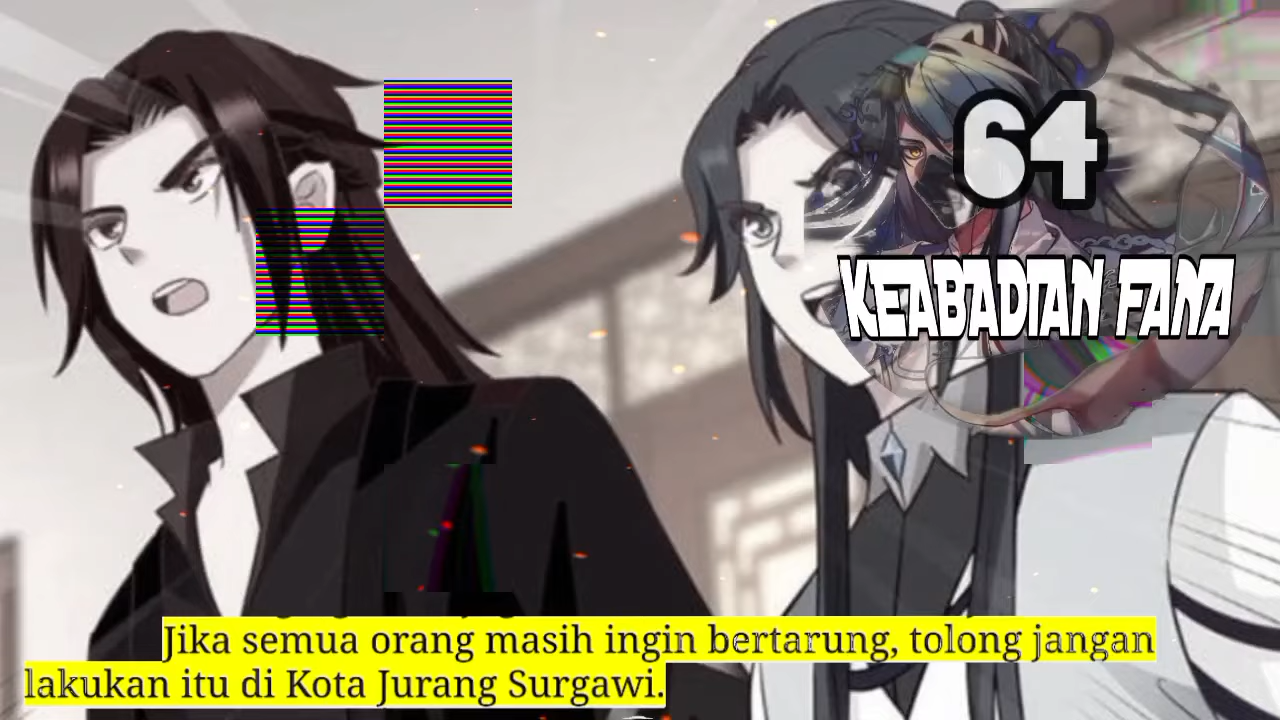 64
KEABADIAN FANA
Jika semua orang masih ingin bertarung, tolong jangan
lakukan itu di Kota Jurang Surgawi.